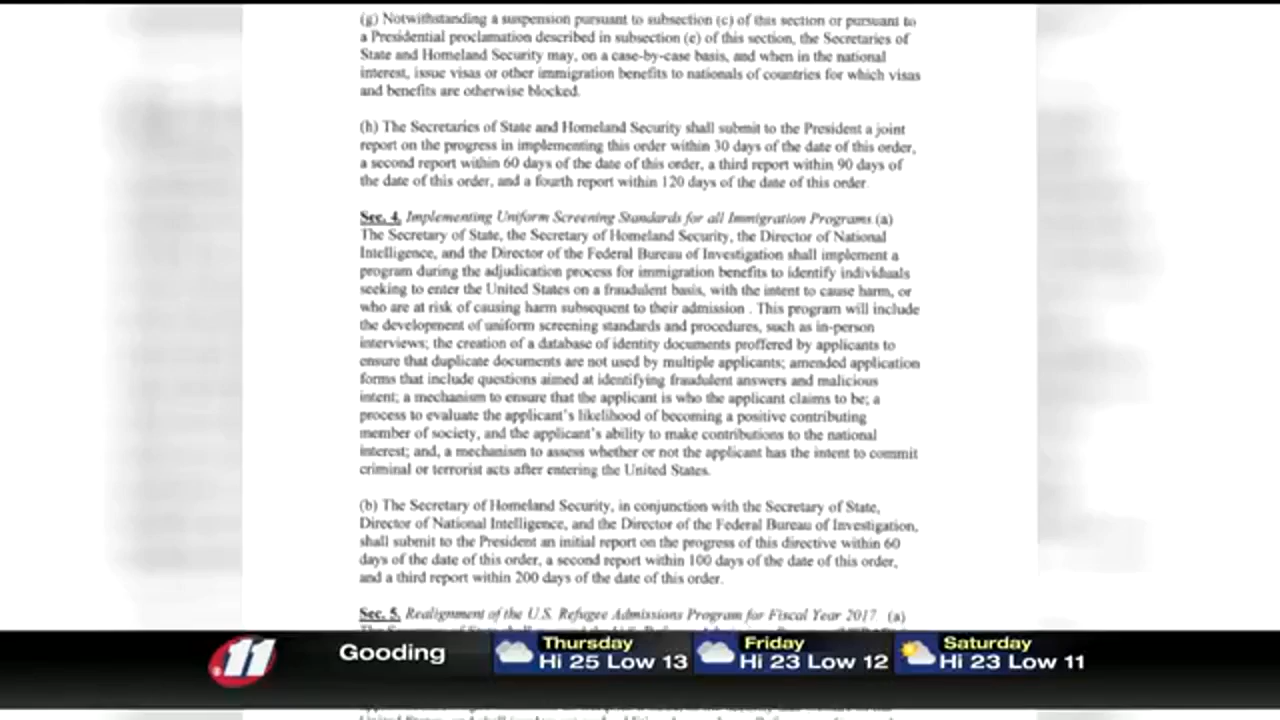 (g) Notwithstanding a suspension pursuant to subsection (c) of this section or pursuant to
a Presidential proclamation described in subsection (e) of this section, the Secretaries of
State and Homeland Security may, on a case-by-case basis, and when in the national
interest, issue visas or other immigration benefits to nationals of countries for which visas
and benefits are otherwise blocked.
(h) The Secretaries of State and Homeland Security shall submit to the President a joint
report on the progress in implementing this order within 30 days of the date of this order,
a second report within 60 days of the date of this order, a third report within 90 days of
the date of this order, and a fourth report within 120 days of the date of this order.
Sec. 4. Implementing Uniform Screening Standards for all Immigration Programs (a)
The Secretary of State, the Secretary of Homeland Security, the Director of National
Intelligence, and the Director of the Federal Bureau of Investigation shall implement a
program during the adjudication process for immigration benefits to identify individuals
seeking to enter the United States on a fraudulent basis, with the intent to cause harm, or
who are at risk of causing harm subsequent to their admission . This program will include
the development of uniform screening standards and procedures, such as in-person
interviews; the creation of a database of identity documents proffered by applicants to
ensure that duplicate documents are not used by multiple applicants; amended application
forms that include questions aimed at identifying fraudulent answers and malicious
intent; a mechanism to ensure that the applicant is who the applicant claims to be; a
process to evaluate the applicant's likelihood of becoming a positive contributing
member of society, and the applicant's ability to make contributions to the national
interest; and, a mechanism to assess whether or not the applicant has the intent to commit
criminal or terrorist acts after entering the United States.
(b) The Secretary of Homeland Security, in conjunction with the Secretary of State,
Director of National Intelligence, and the Director of the Federal Bureau of Investigation,
shall submit to the President an initial report on the progress of this directive within 60
days of the date of this order, a second report within 100 days of the date of this order,
and a third report within 200 days of the date of this order.
Sec. 5. Realignment of the U.S. Refugee Admissions Program for Fiscal Year 2017 (a)
11
Gooding
Thursday
Hi 25 Low 13
Friday
Hi 23 Low 12
Saturday
Hi 23 Low 11